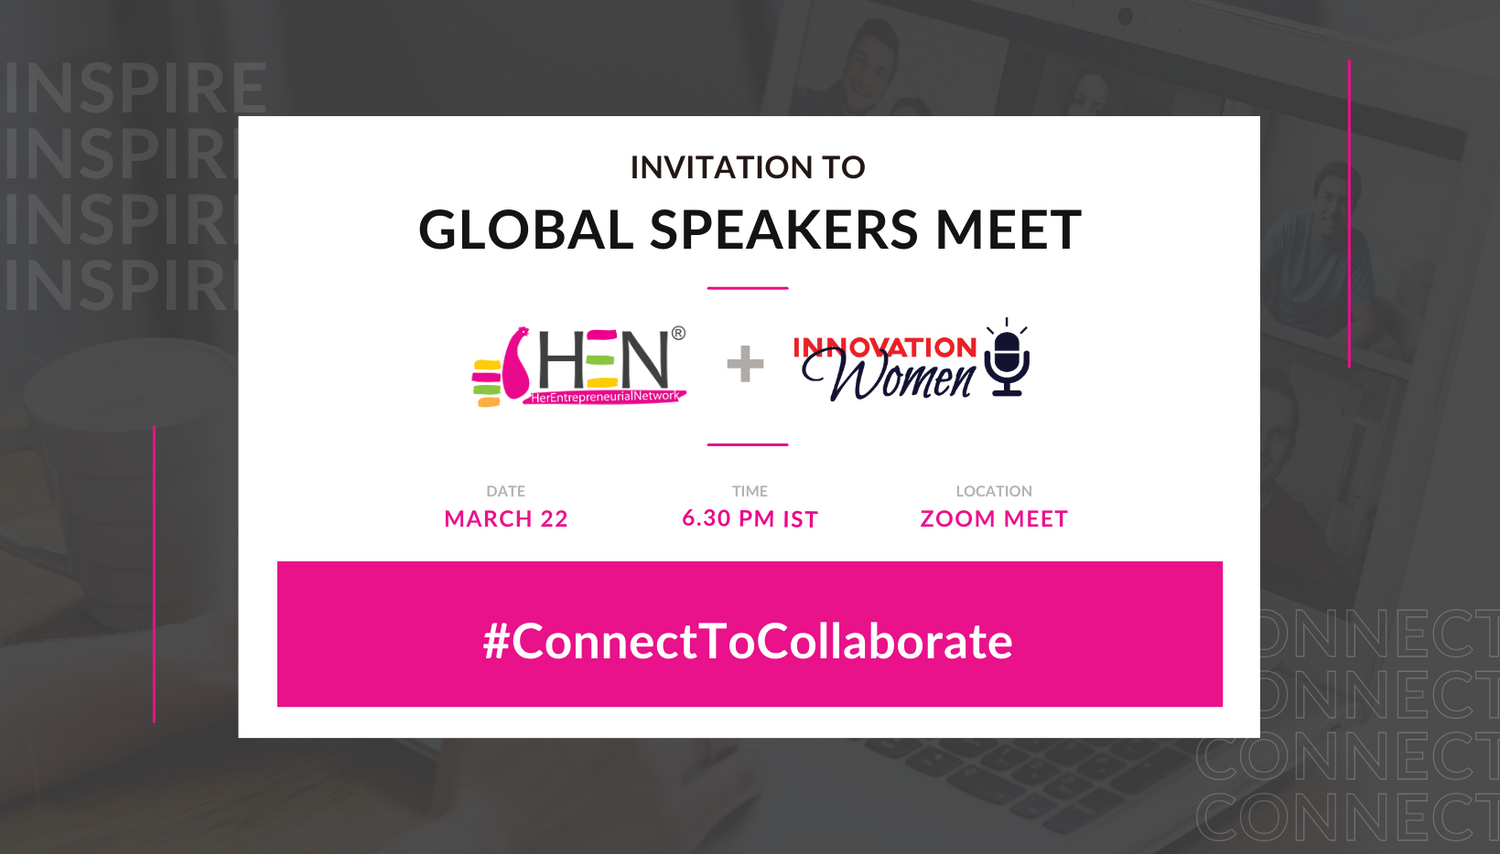 INSPIRE
INSPIRE
INSPIRE
INSPIRE
INVITATION TO
GLOBAL SPEAKERS MEET
HEN®
HerEntrepreneurialNetwork
+
INNOVATION
Women
DATE
MARCH 22
TIME
6.30 PM IST
LOCATION
ZOOM MEET
#ConnectToCollaborate
CONNECT
CONNECT
CONNECT
CONNECT